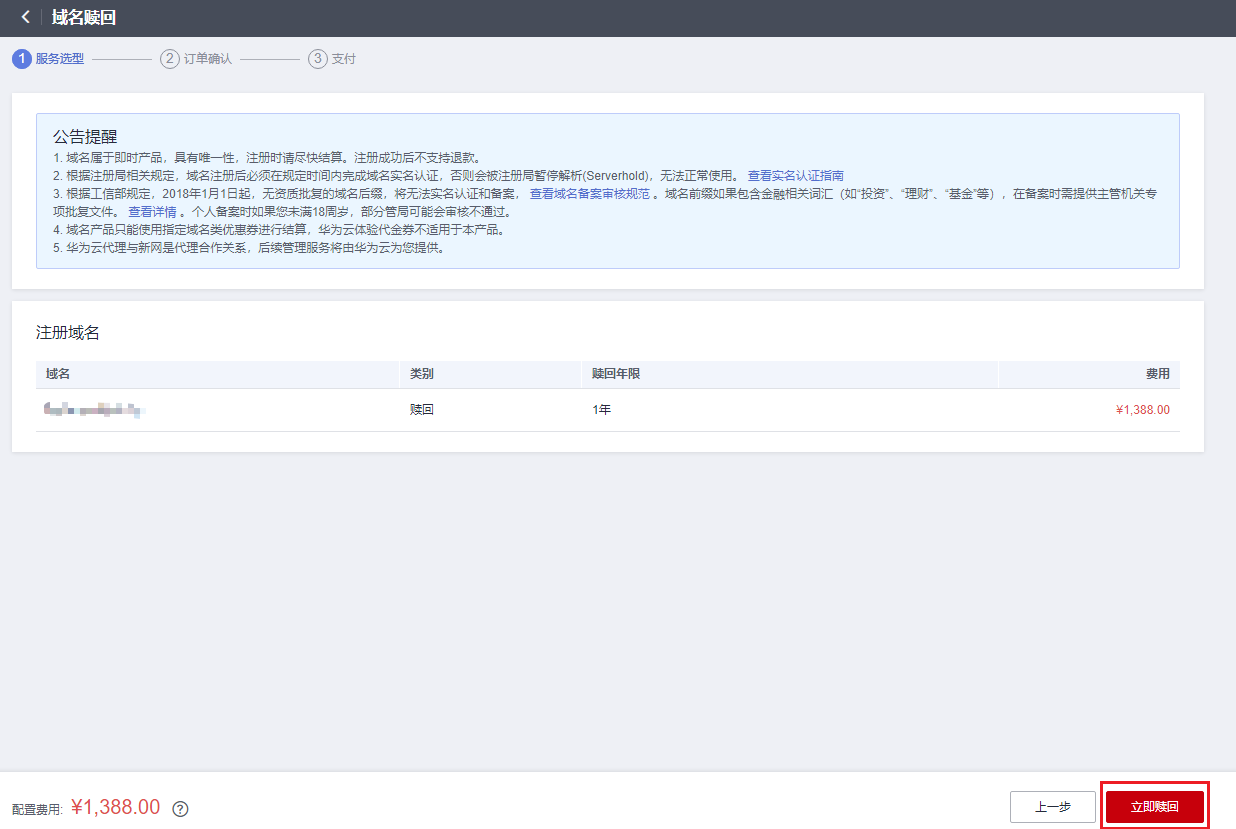 域名赎回
1 服务选型 2 订单确认 3 支付
公告提醒
1. 域名属于即时产品，具有唯一性，注册时请尽快结算。注册成功后不支持退款。
2. 根据注册局相关规定，域名注册后必须在规定时间内完成域名实名认证，否则会被注册局暂停解析(Serverhold)，无法正常使用。 查看实名认证指南
3. 根据工信部规定，2018年1月1日起，无资质批复的域名后缀，将无法实名认证和备案， 查看域名备案审核规范 。域名前缀如果包含金融相关词汇（如“投资”、“理财”、“基金”等），在备案时需提供主管机关专
项批复文件。 查看详情 。个人备案时如果您未满18周岁，部分管局可能会审核不通过。
4. 域名产品只能使用指定域名类优惠券进行结算，华为云体验代金券不适用于本产品。
5. 华为云代理与新网是代理合作关系，后续管理服务将由华为云为您提供。
注册域名
域名 类别 赎回年限 费用
赎回 1年 ¥1,388.00
配置费用: ¥1,388.00 ? 上一步 立即赎回